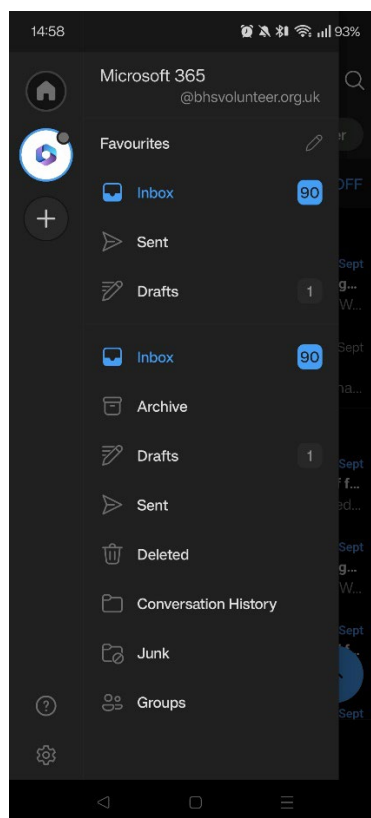 14:58 93%
Microsoft 365
@bhsvolunteer.org.uk
Favourites
Inbox 90
OFF
Sent
Sept
Drafts 1
g...
W...
Inbox 90
Sept
Archive
Drafts 1
Sept
f f...
Sent
Deleted
Sept
g...
W...
Conversation History
Sept
Junk
Groups
Sept